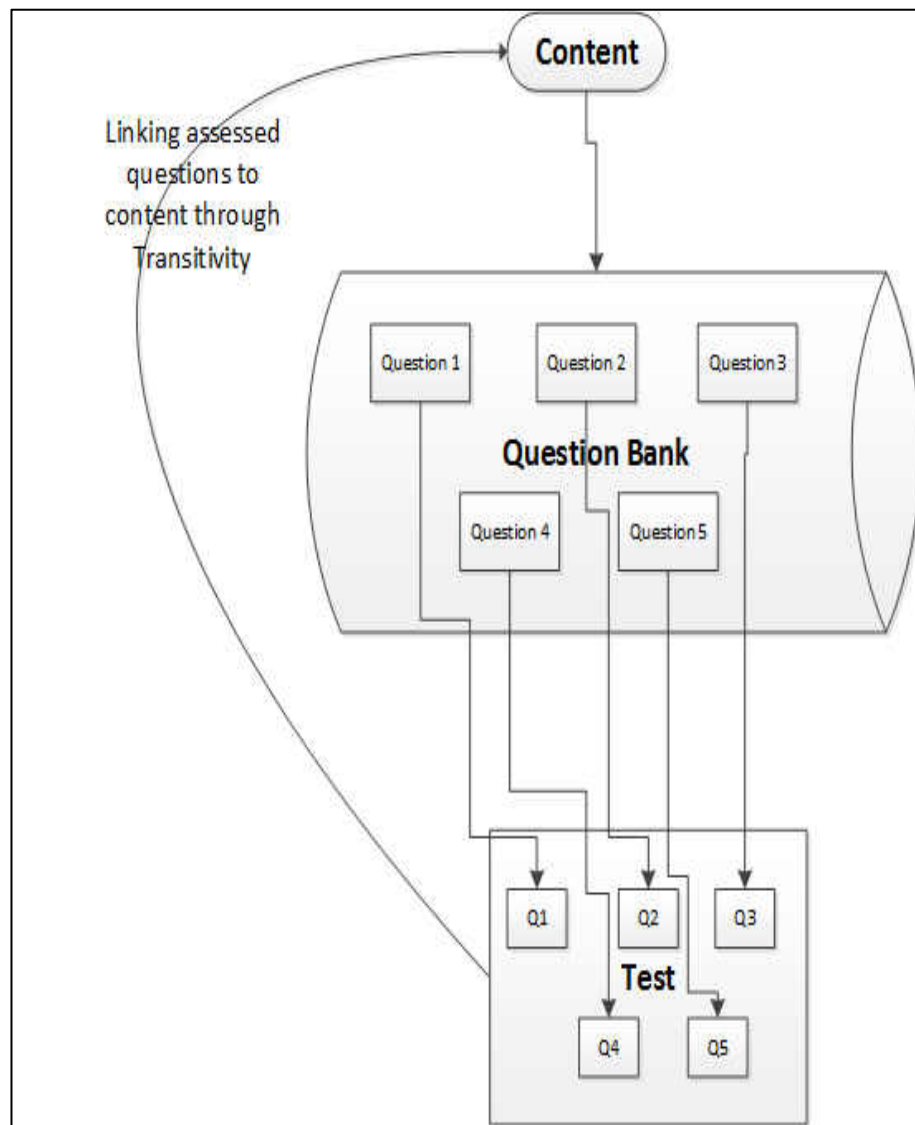 Content
Linking assessed
questions to
content through
Transitivity
Question 1
Question 2
Question 3
Question Bank
Question 4
Question 5
Q1
Q2
Q3
Test
Q4
Q5